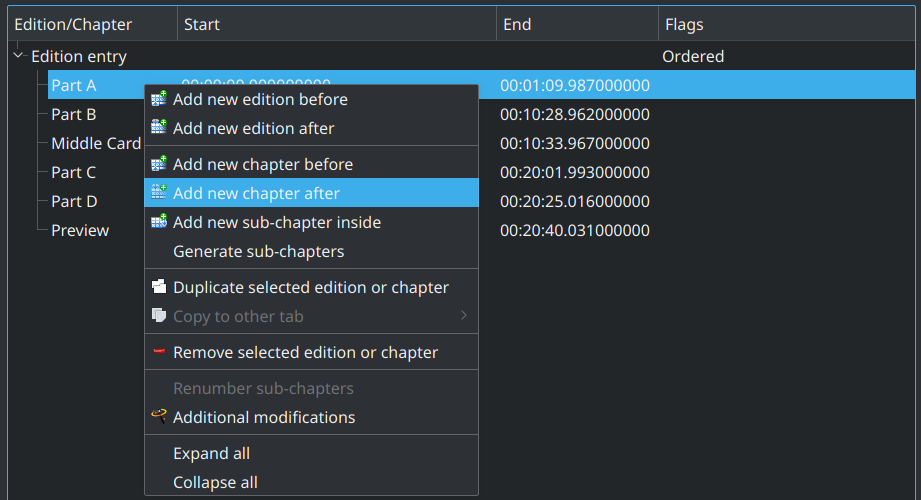 Edition/Chapter Start End Flags
Edition entry Ordered
Part A 00:01:09.987000000
Add new edition before
Part B 00:10:28.962000000
Add new edition after
Middle Card 00:10:33.967000000
Add new chapter before
Part C 00:20:01.993000000
Add new chapter after
Part D 00:20:25.016000000
Add new sub-chapter inside
Preview 00:20:40.031000000
Generate sub-chapters
Duplicate selected edition or chapter
Copy to other tab
Remove selected edition or chapter
Renumber sub-chapters
Additional modifications
Expand all
Collapse all